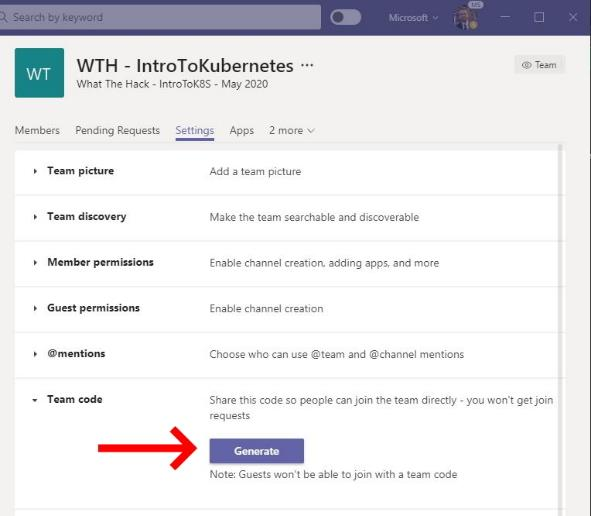 Search by keyword
Microsoft
MS
WT
WTH - IntroToKubernetes ...
What The Hack - IntroToK8S - May 2020
Team
Members Pending Requests Settings Apps 2 more
Team picture Add a team picture
Team discovery Make the team searchable and discoverable
Member permissions Enable channel creation, adding apps, and more
Guest permissions Enable channel creation
@mentions Choose who can use @team and @channel mentions
Team code Share this code so people can join the team directly - you won't get join
requests
Generate
Note: Guests won't be able to join with a team code